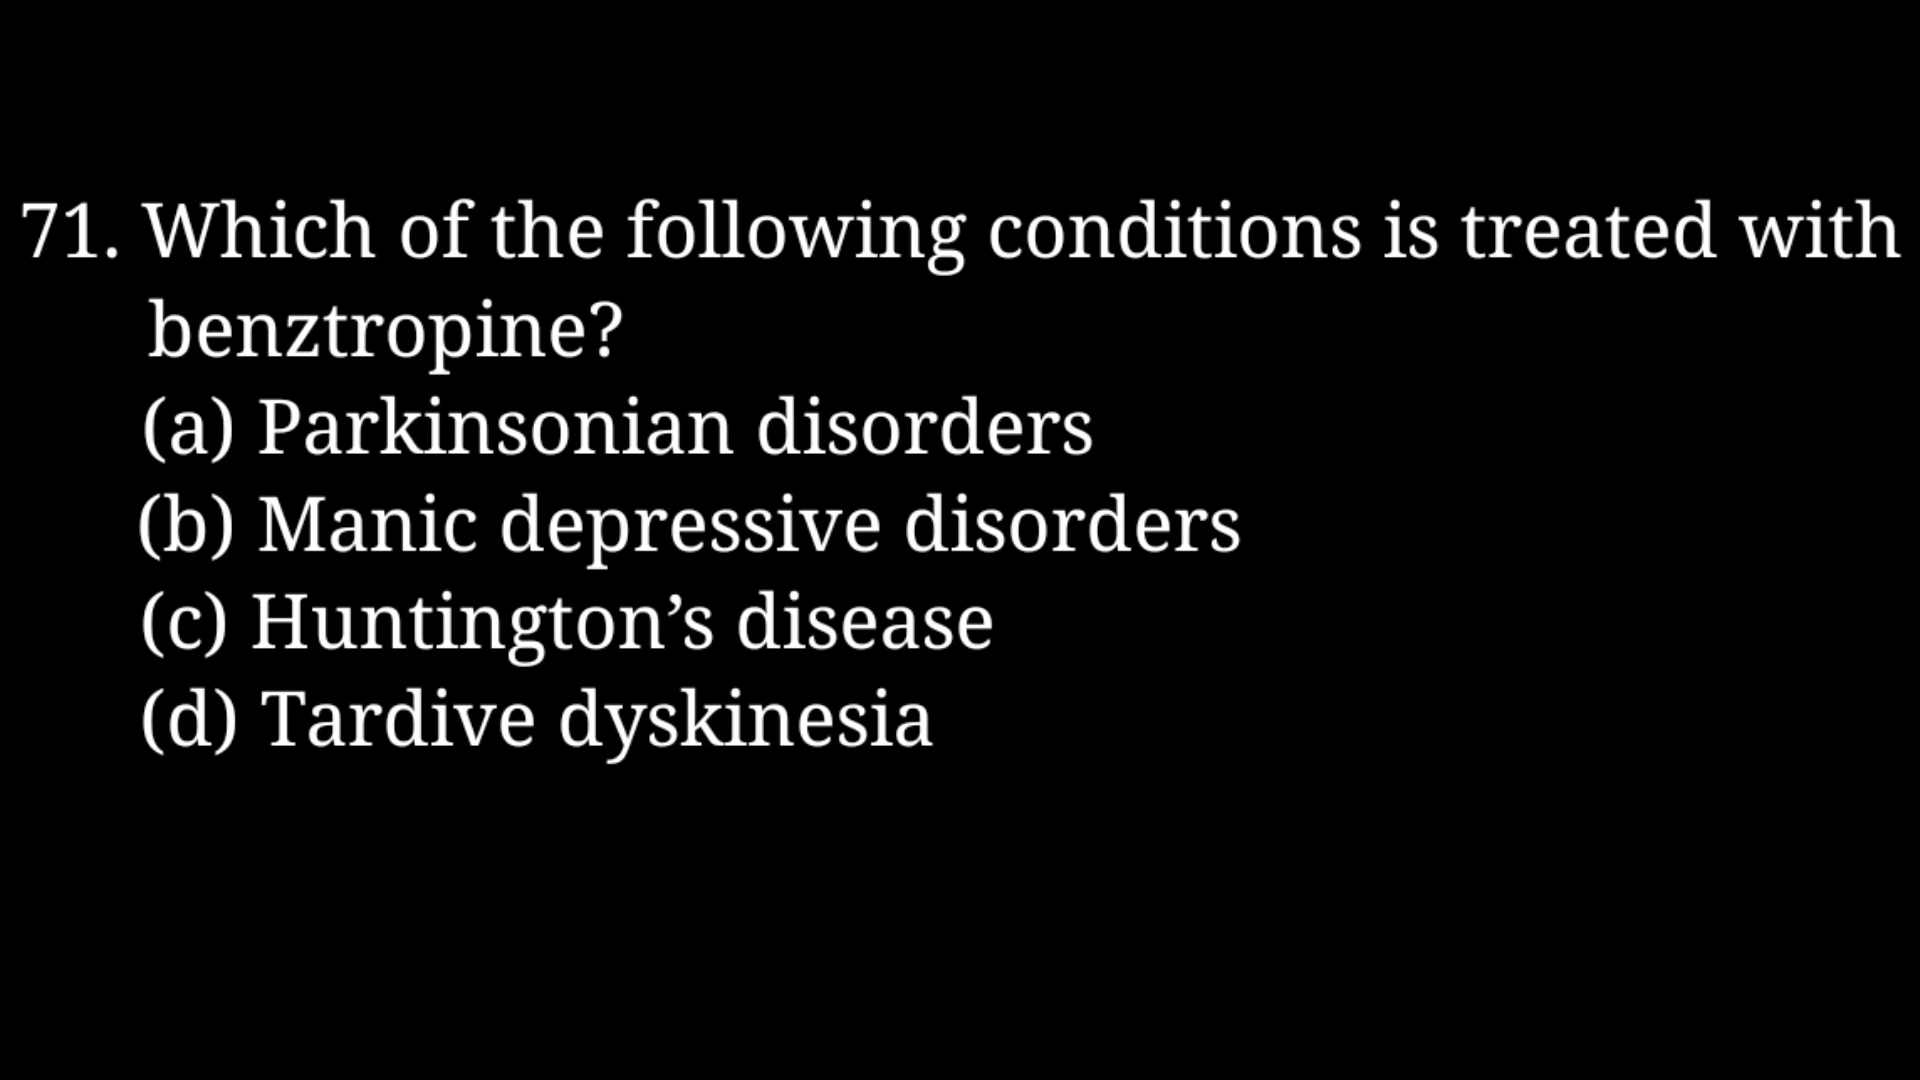 71. Which of the following conditions is treated with
benztropine?
(a) Parkinsonian disorders
(b) Manic depressive disorders
(c) Huntington’s disease
(d) Tardive dyskinesia